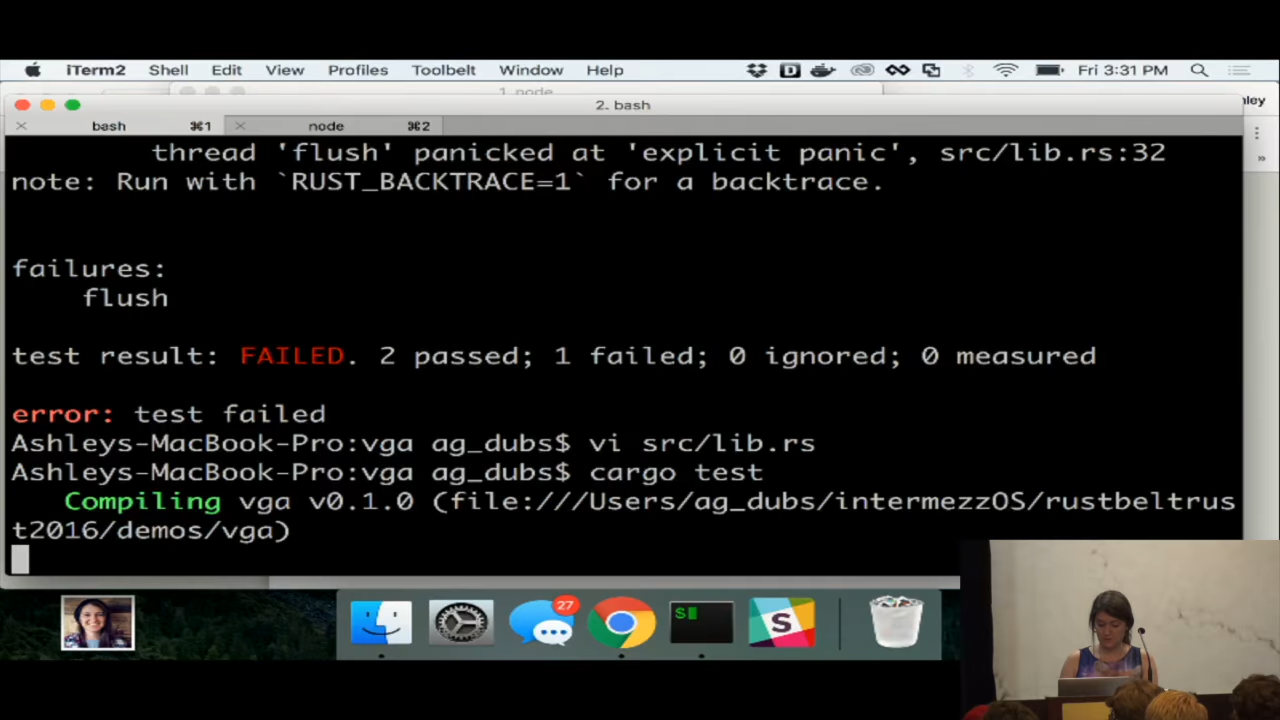 iTerm2 Shell Edit View Profiles Toolbelt Window Help D Fri 3:31 PM
1. node
2. bash
ley
bash ⌘1 node ⌘2
thread 'flush' panicked at 'explicit panic', src/lib.rs:32
note: Run with `RUST_BACKTRACE=1` for a backtrace.
failures:
flush
test result: FAILED. 2 passed; 1 failed; 0 ignored; 0 measured
error: test failed
Ashleys-MacBook-Pro:vga ag_dubs$ vi src/lib.rs
Ashleys-MacBook-Pro:vga ag_dubs$ cargo test
Compiling vga v0.1.0 (file:///Users/ag_dubs/intermezzOS/rustbeltrus
t2016/demos/vga)
27
S
$